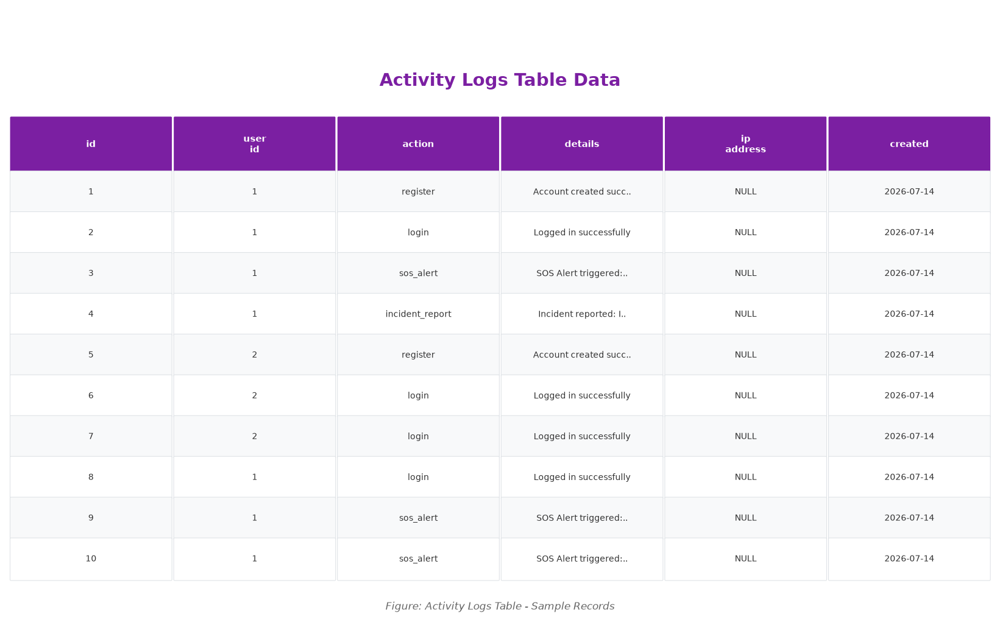 Activity Logs Table Data
id user id action details ip address created
1 1 register Account created succ.. NULL 2026-07-14
2 1 login Logged in successfully NULL 2026-07-14
3 1 sos_alert SOS Alert triggered:.. NULL 2026-07-14
4 1 incident_report Incident reported: I.. NULL 2026-07-14
5 2 register Account created succ.. NULL 2026-07-14
6 2 login Logged in successfully NULL 2026-07-14
7 2 login Logged in successfully NULL 2026-07-14
8 1 login Logged in successfully NULL 2026-07-14
9 1 sos_alert SOS Alert triggered:.. NULL 2026-07-14
10 1 sos_alert SOS Alert triggered:.. NULL 2026-07-14
Figure: Activity Logs Table - Sample Records